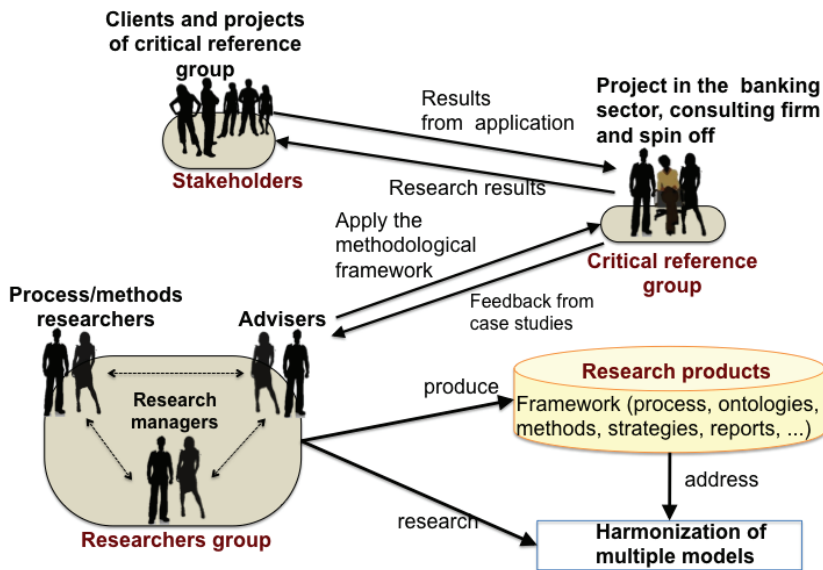 Clients and projects
of critical reference
group
Stakeholders
Results
from application
Research results
Project in the banking
sector, consulting firm
and spin off
Critical reference
group
Apply the
methodological
framework
Feedback from
case studies
Process/methods
researchers
Advisers
Research
managers
Researchers group
produce
research
Research products
Framework (process, ontologies,
methods, strategies, reports, ...)
address
Harmonization of
multiple models